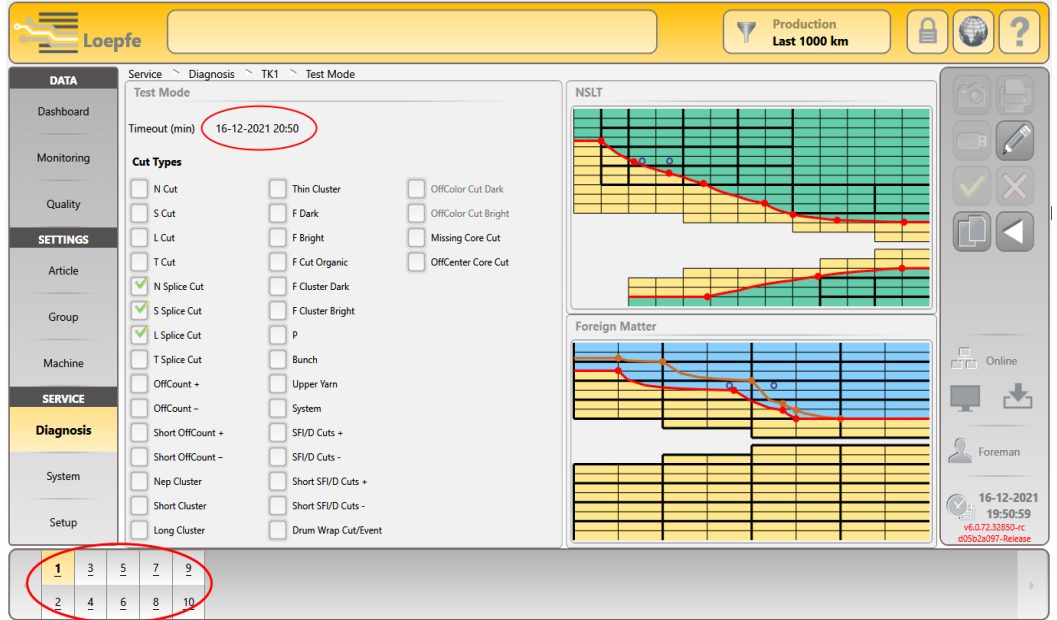 Loepfe
Production
Last 1000 km
?
DATA
Dashboard
Monitoring
Quality
SETTINGS
Article
Group
Machine
SERVICE
Diagnosis
System
Setup
Service > Diagnosis > TK1 > Test Mode
Test Mode
Timeout (min) 16-12-2021 20:50
Cut Types
N Cut
S Cut
L Cut
T Cut
N Splice Cut
S Splice Cut
L Splice Cut
T Splice Cut
OffCount +
OffCount –
Short OffCount +
Short OffCount –
Nep Cluster
Short Cluster
Long Cluster
Thin Cluster
F Dark
F Bright
F Cut Organic
F Cluster Dark
F Cluster Bright
P
Bunch
Upper Yarn
System
SFI/D Cuts +
SFI/D Cuts -
Short SFI/D Cuts +
Short SFI/D Cuts -
Drum Wrap Cut/Event
OffColor Cut Dark
OffColor Cut Bright
Missing Core Cut
OffCenter Core Cut
NSLT
Foreign Matter
Online
Foreman
16-12-2021
19:50:59
v6.0.72.32850-rc
d05b2a097-Release
1 3 5 7 9
2 4 6 8 10